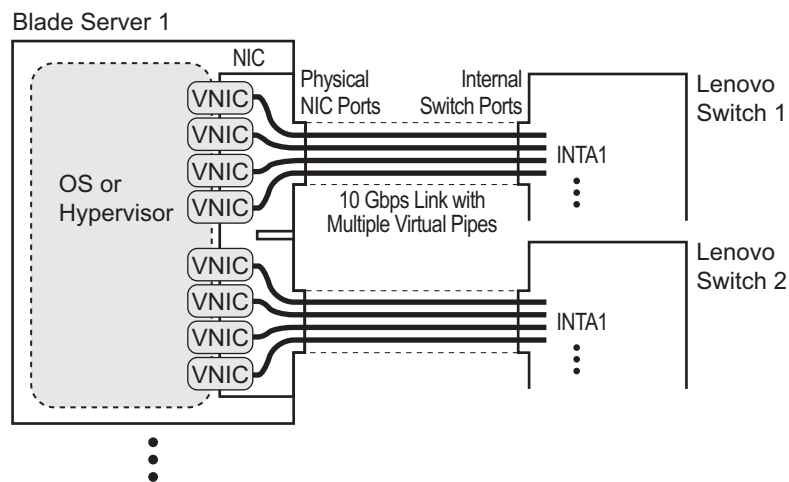 Blade Server 1
NIC
Physical
NIC Ports
Internal
Switch Ports
Lenovo
Switch 1
VNIC
VNIC
VNIC
VNIC
INTA1
OS or
Hypervisor
10 Gbps Link with
Multiple Virtual Pipes
Lenovo
Switch 2
VNIC
VNIC
VNIC
VNIC
INTA1